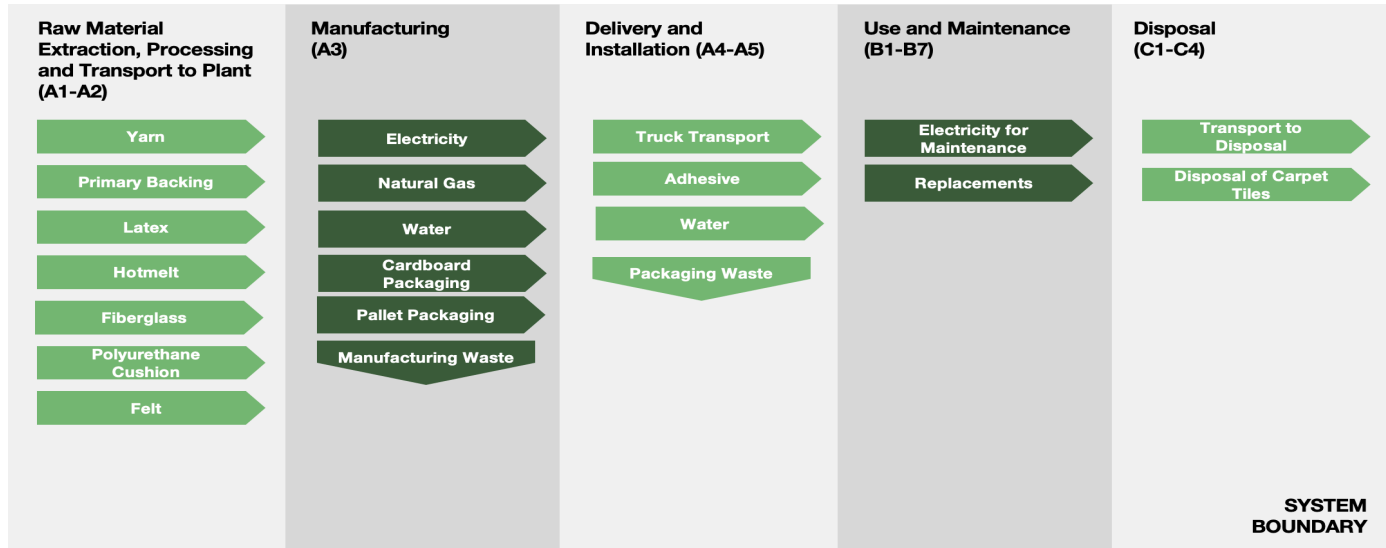 Raw Material
Extraction, Processing
and Transport to Plant
(A1-A2)
Yarn
Primary Backing
Latex
Hotmelt
Fiberglass
Polyurethane
Cushion
Felt
Manufacturing
(A3)
Electricity
Natural Gas
Water
Cardboard
Packaging
Pallet Packaging
Manufacturing Waste
Delivery and
Installation (A4-A5)
Truck Transport
Adhesive
Water
Packaging Waste
Use and Maintenance
(B1-B7)
Electricity for
Maintenance
Replacements
Disposal
(C1-C4)
Transport to
Disposal
Disposal of Carpet
Tiles
SYSTEM
BOUNDARY